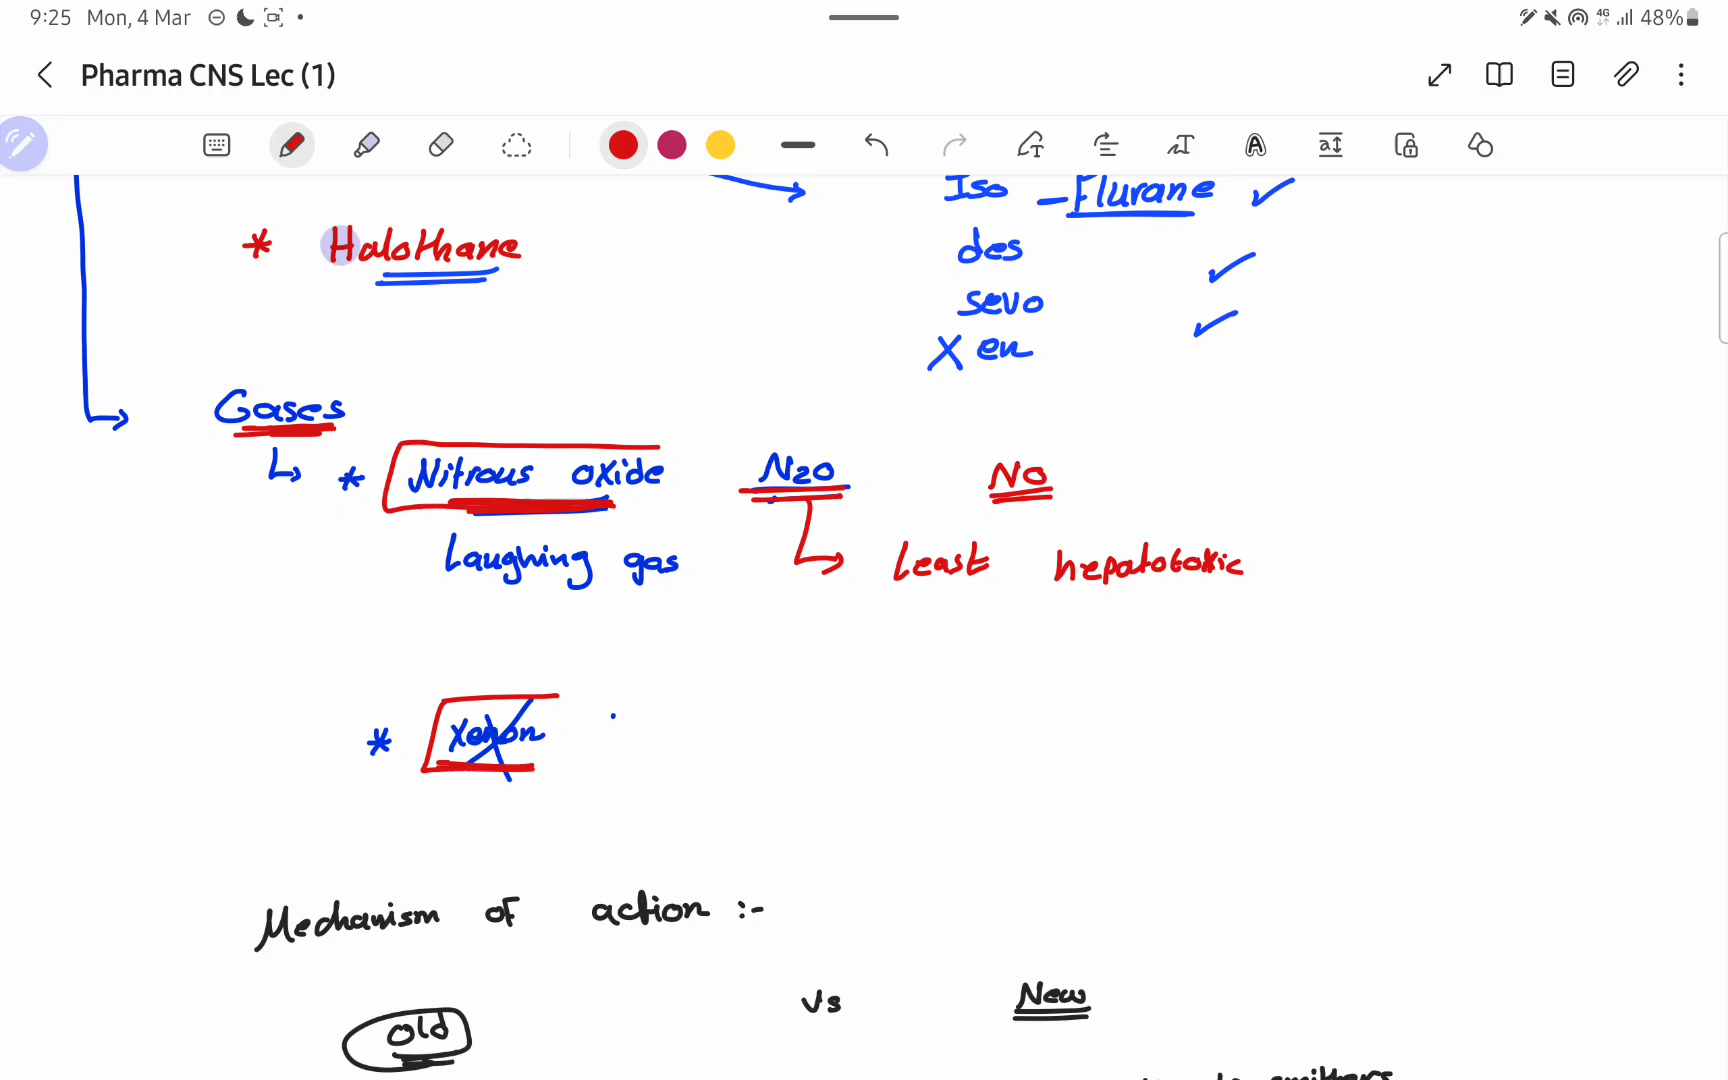 9:25 Mon, 4 Mar 4G 48%
Pharma CNS Lec (1)
Iso - Flurane
* Halothane
des
sevo
X en
Gases
* Nitrous oxide N2O NO
Laughing gas Least hepatotoxic
* Xenon
Mechanism of action :-
Vs New
old